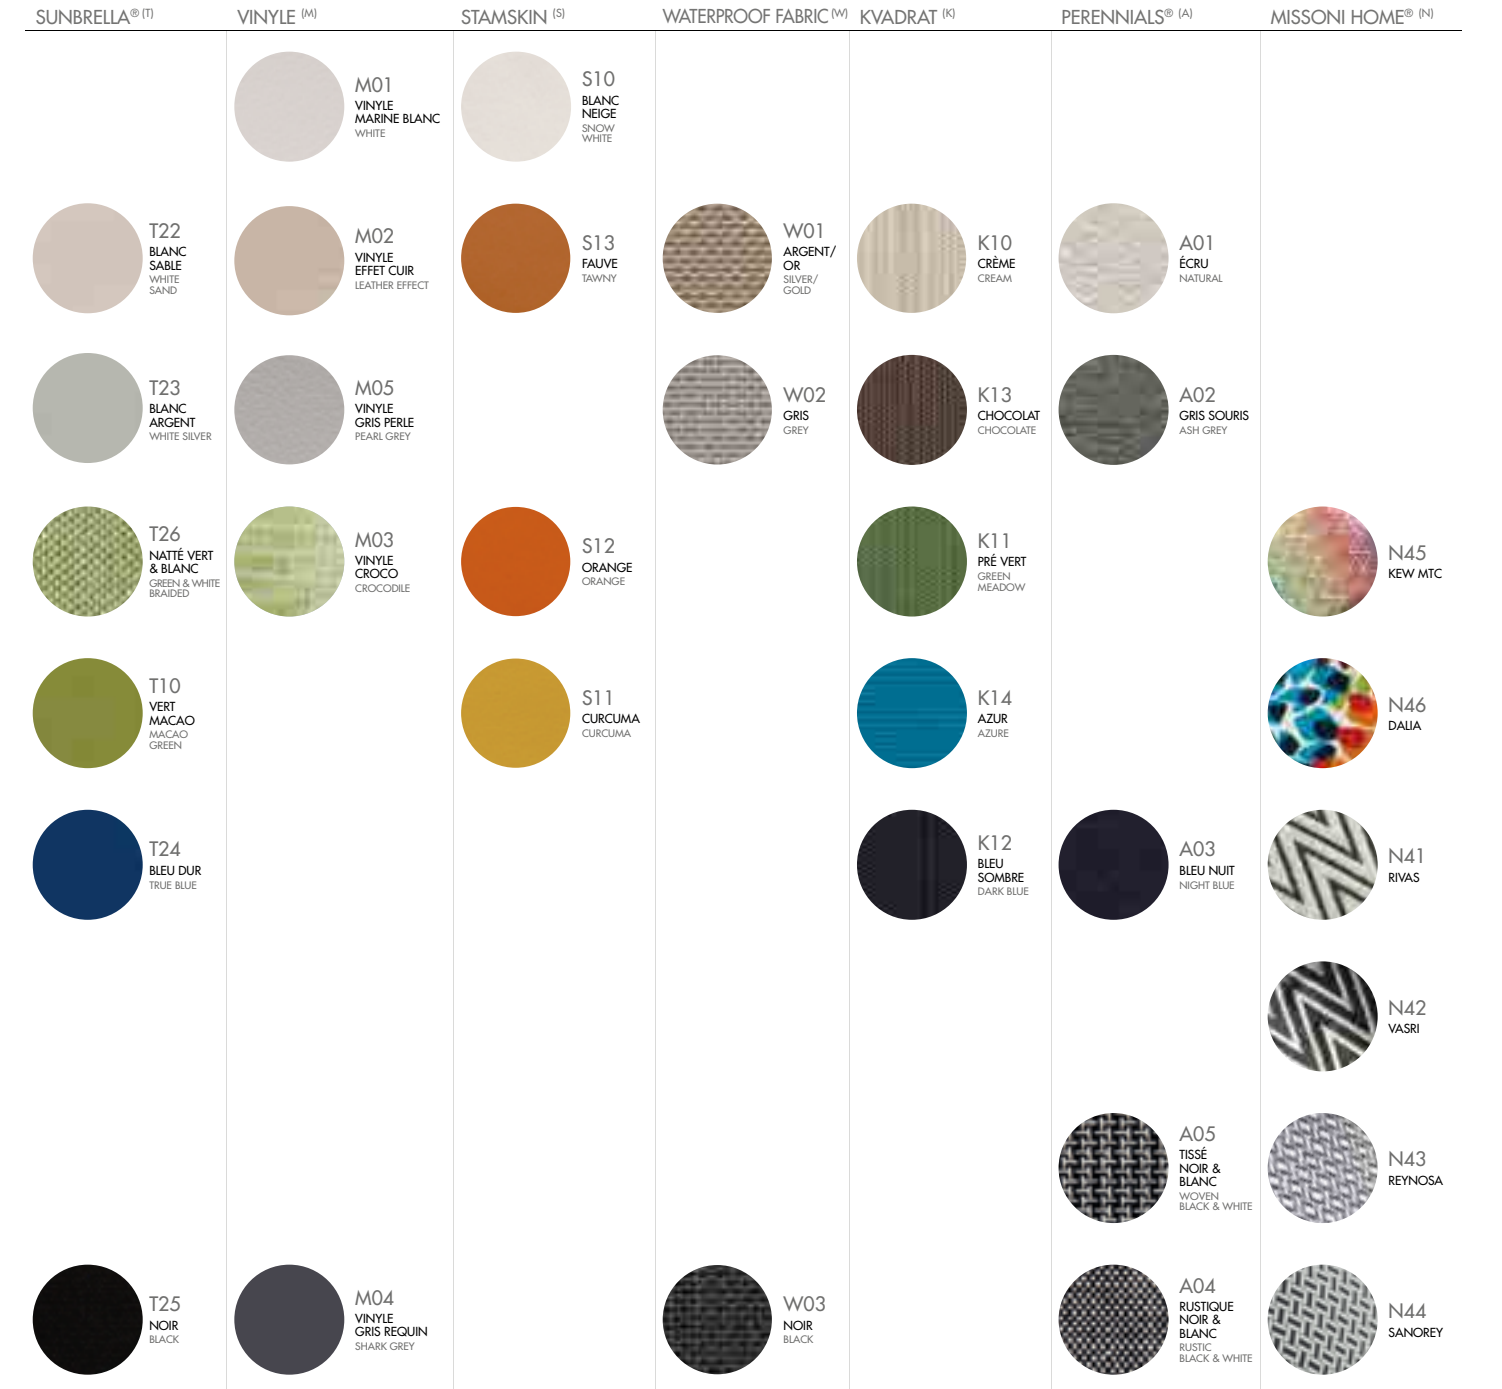 SUNBRELLA® (T)
VINYLE (M)
STAMSKIN (S)
WATERPROOF FABRIC (W)
KVADRAT (K)
PERENNIALS® (A)
MISSONI HOME® (N)
M01
VINYLE
MARINE BLANC
WHITE
S10
BLANC
NEIGE
SNOW
WHITE
T22
BLANC
SABLE
WHITE
SAND
M02
VINYLE
EFFET CUIR
LEATHER EFFECT
S13
FAUVE
TAWNY
W01
ARGENT/
OR
SILVER/
GOLD
K10
CRÈME
CREAM
A01
ÉCRU
NATURAL
T23
BLANC
ARGENT
WHITE SILVER
M05
VINYLE
GRIS PERLE
PEARL GREY
W02
GRIS
GREY
K13
CHOCOLAT
CHOCOLATE
A02
GRIS SOURIS
ASH GREY
T26
NATTÉ VERT
& BLANC
GREEN & WHITE
BRAIDED
M03
VINYLE
CROCO
CROCODILE
S12
ORANGE
ORANGE
K11
PRÉ VERT
GREEN
MEADOW
N45
KEW MTC
T10
VERT
MACAO
MACAO
GREEN
S11
CURCUMA
CURCUMA
K14
AZUR
AZURE
N46
DALIA
T24
BLEU DUR
TRUE BLUE
K12
BLEU
SOMBRE
DARK BLUE
A03
BLEU NUIT
NIGHT BLUE
N41
RIVAS
N42
VASRI
A05
TISSÉ
NOIR &
BLANC
WOVEN
BLACK & WHITE
N43
REYNOSA
T25
NOIR
BLACK
M04
VINYLE
GRIS REQUIN
SHARK GREY
W03
NOIR
BLACK
A04
RUSTIQUE
NOIR &
BLANC
RUSTIC
BLACK & WHITE
N44
SANOREY